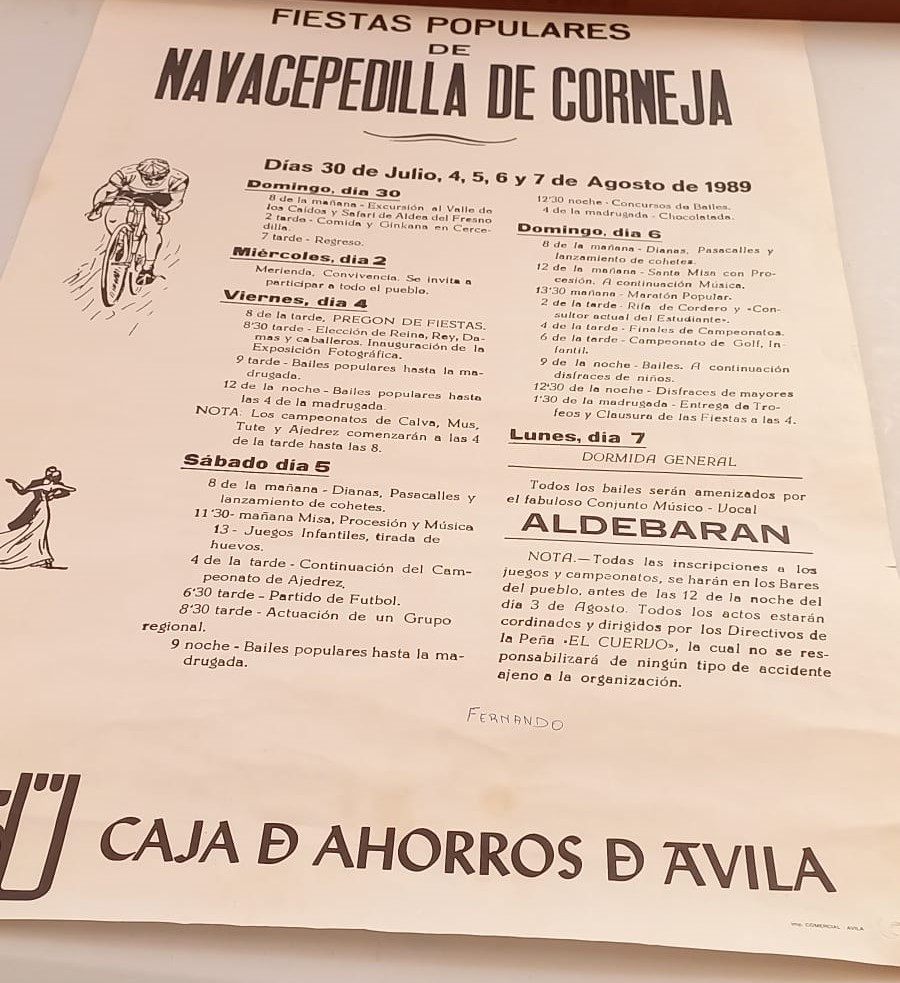 FIESTAS POPULARES
DE
NAVACEPEDILLA DE CORNEJA
Días 30 de Julio, 4, 5, 6 y 7 de Agosto de 1989
Domingo, día 30
8 de la mañana - Excursión al Valle de
los Caídos y Safari de Aldea del Fresno
2 tarde - Comida y Ginkana en Cerce-
dilla.
7 tarde - Regreso.
Miércoles, día 2
Merienda, Convivencia. Se invita a
participar a todo el pueblo.
Viernes, día 4
8 de la tarde, PREGON DE FIESTAS.
8'30 tarde - Elección de Reina, Rey, Da-
mas y caballeros. Inauguración de la
Exposición Fotográfica.
9 tarde - Bailes populares hasta la ma-
drugada.
12 de la noche - Bailes populares hasta
las 4 de la madrugada.
NOTA: Los campeonatos de Calva, Mus,
Tute y Ajedrez comenzarán a las 4
de la tarde hasta las 8.
Sábado día 5
8 de la mañana - Dianas, Pasacalles y
lanzamiento de cohetes.
11'30- mañana Misa, Procesión y Música
13 - Juegos Infantiles, tirada de
huevos.
4 de la tarde - Continuación del Cam-
peonato de Ajedrez.
6'30 tarde - Partido de Futbol.
8'30 tarde - Actuación de un Grupo
regional.
9 noche - Bailes populares hasta la ma-
drugada.
12'30 noche - Concursos de Bailes.
4 de la madrugada - Chocolatada.
Domingo, día 6
8 de la mañana - Dianas, Pasacalles y
lanzamiento de cohetes.
12 de la mañana - Santa Misa con Pro-
cesión. A continuación Música.
13'30 mañana - Maratón Popular.
2 de la tarde - Rifa de Cordero y «Con-
sultor actual del Estudiante».
4 de la tarde - Finales de Campeonatos.
6 de la tarde - Campeonato de Golf, In-
fantil.
9 de la noche - Bailes. A continuación
disfraces de niños.
12'30 de la noche - Disfraces de mayores
1'30 de la madrugada - Entrega de Tro-
feos y Clausura de las Fiestas a las 4.
Lunes, día 7
DORMIDA GENERAL
Todos los bailes serán amenizados por
el fabuloso Conjunto Músico - Vocal
ALDEBARAN
NOTA.—Todas las inscripciones a los
juegos y campeonatos, se harán en los Bares
del pueblo, antes de las 12 de la noche del
día 3 de Agosto. Todos los actos estarán
cordinados y dirigidos por los Directivos de
la Peña «EL CUERVO», la cual no se res-
ponsabilizará de ningún tipo de accidente
ajeno a la organización.
FERNANDO
CAJA D AHORROS D AVILA
Imp. COMERCIAL - AVILA